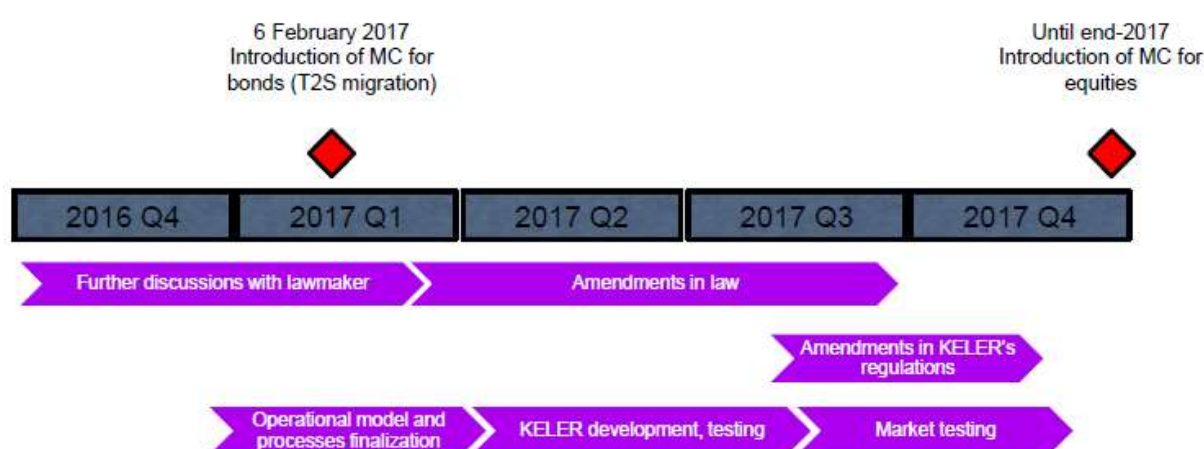 6 February 2017
Introduction of MC for
bonds (T2S migration)
Until end-2017
Introduction of MC for
equities
2016 Q4
2017 Q1
2017 Q2
2017 Q3
2017 Q4
Further discussions with lawmaker
Amendments in law
Amendments in KELER's
regulations
Operational model and
processes finalization
KELER development, testing
Market testing